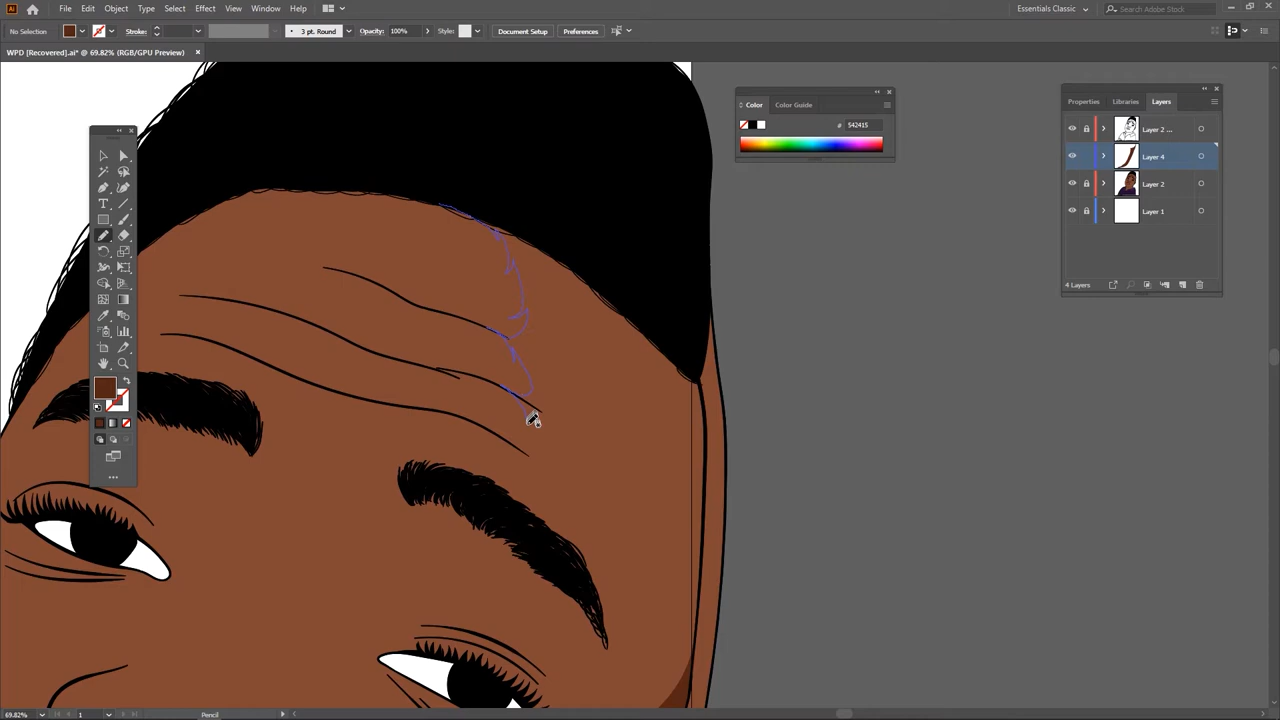 Ai File Edit Object Type Select Effect View Window Help Essentials Classic Search Adobe Stock
No Selection Stroke: 3 pt. Round Opacity: 100% Style: Document Setup Preferences
WPD [Recovered].ai* @ 69.82% (RGB/GPU Preview)
Color Color Guide
# 542415
Properties Libraries Layers
Layer 2 ...
Layer 4
Layer 2
Layer 1
4 Layers
69.82% 1 Pencil